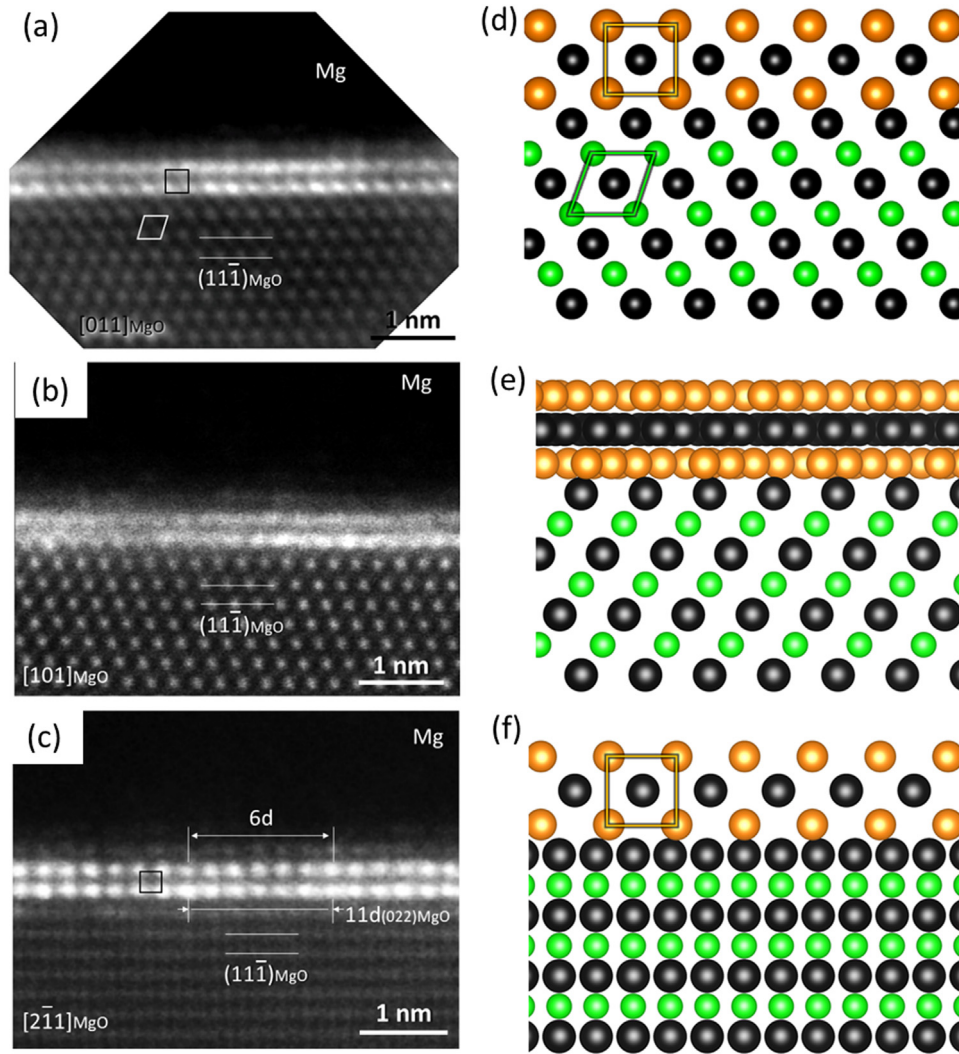 (a)
Mg
(111̅)MgO
[011]MgO
1 nm
(b)
Mg
(111̅)MgO
[101]MgO
1 nm
(c)
Mg
6d
11d(022)MgO
(111̅)MgO
[21̅1]MgO
1 nm
(d)
(e)
(f)